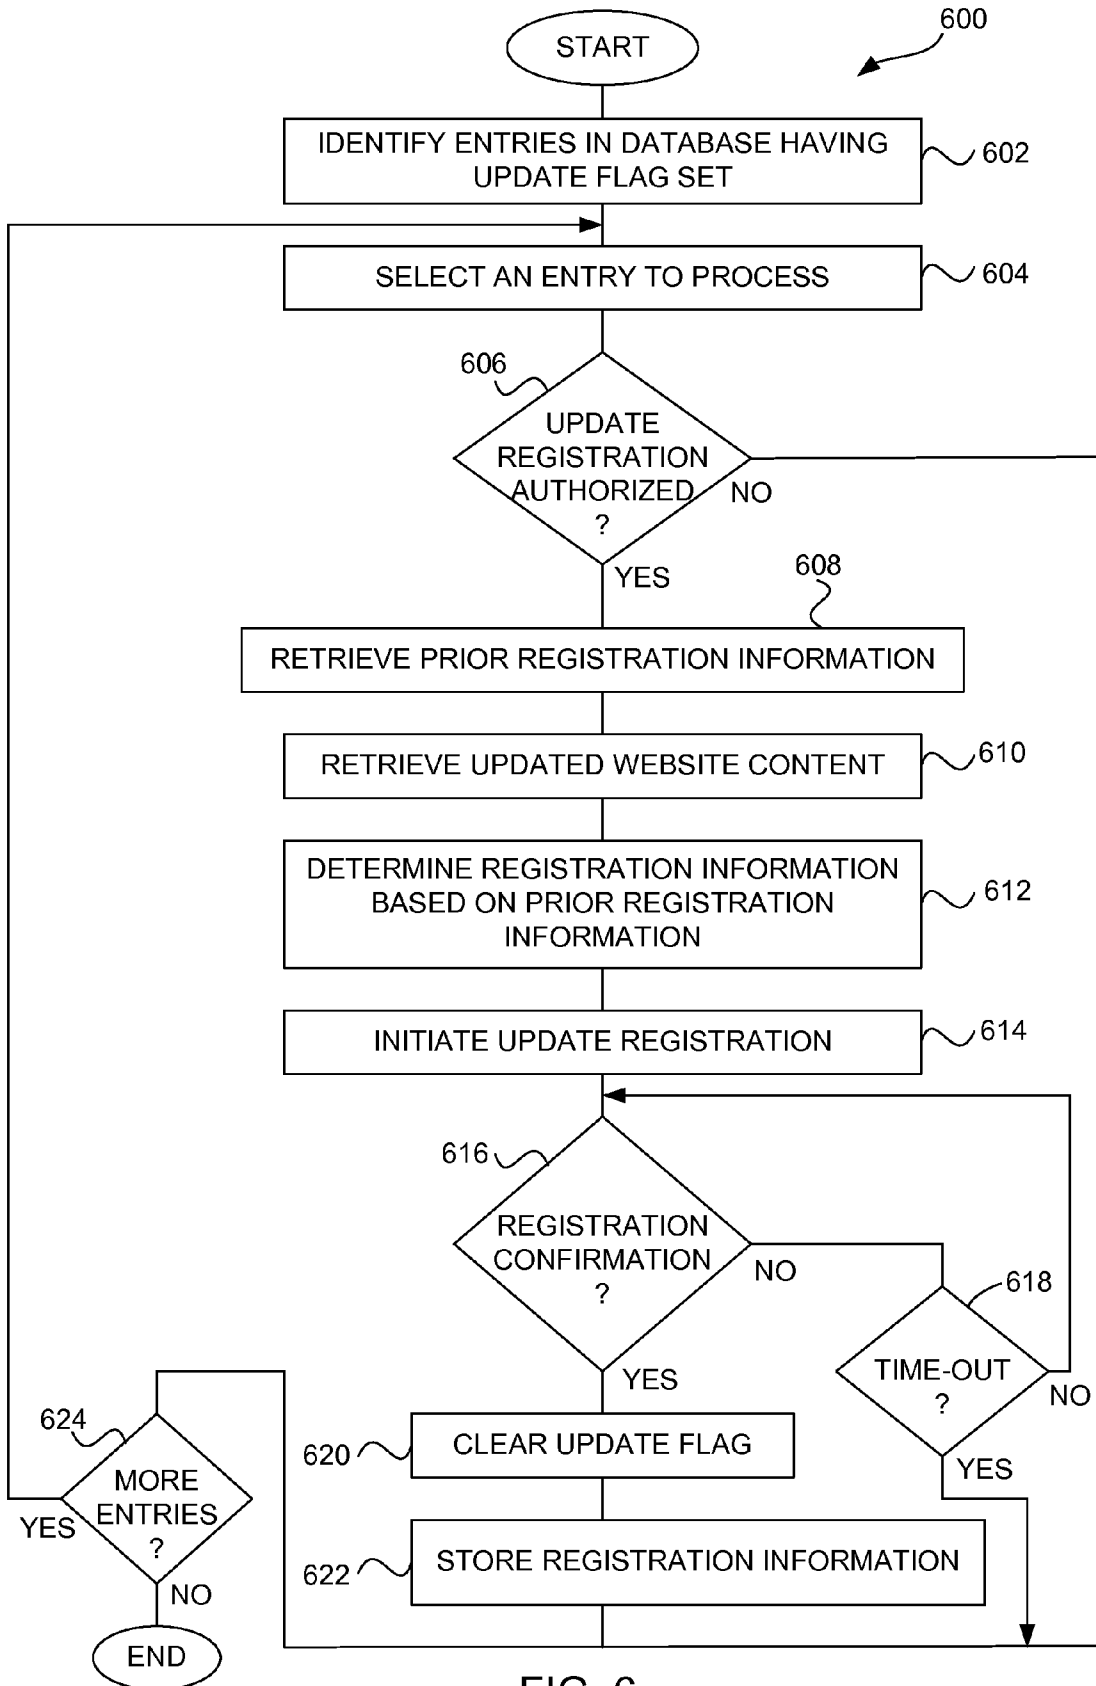 600
START
IDENTIFY ENTRIES IN DATABASE HAVING
UPDATE FLAG SET
602
SELECT AN ENTRY TO PROCESS
604
606
UPDATE
REGISTRATION
AUTHORIZED
?
NO
YES
608
RETRIEVE PRIOR REGISTRATION INFORMATION
RETRIEVE UPDATED WEBSITE CONTENT
610
DETERMINE REGISTRATION INFORMATION
BASED ON PRIOR REGISTRATION
INFORMATION
612
INITIATE UPDATE REGISTRATION
614
616
REGISTRATION
CONFIRMATION
?
NO
YES
618
TIME-OUT
?
NO
YES
620
CLEAR UPDATE FLAG
622
STORE REGISTRATION INFORMATION
624
MORE
ENTRIES
?
YES
NO
END
FIG. 6